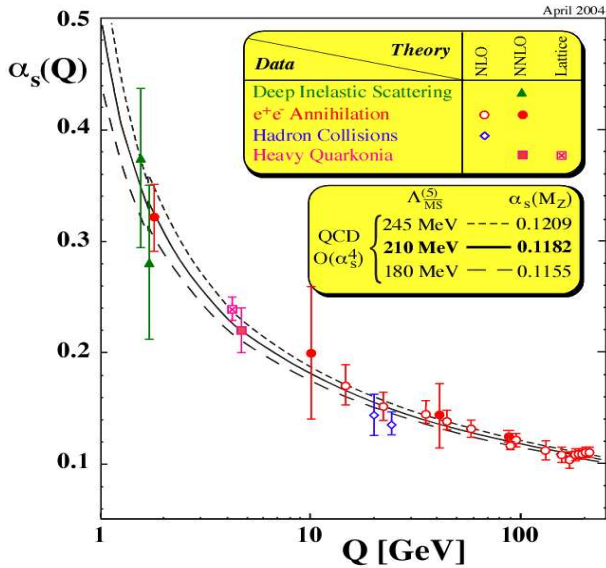 April 2004
0.5
αs(Q)
0.4
0.3
0.2
0.1
Theory
Data
NLO
NNLO
Lattice
Deep Inelastic Scattering
e⁺e⁻ Annihilation
Hadron Collisions
Heavy Quarkonia
Λ(5)MS αs(MZ)
QCD
O(αs⁴)
245 MeV 0.1209
210 MeV 0.1182
180 MeV 0.1155
1 10 100
Q [GeV]